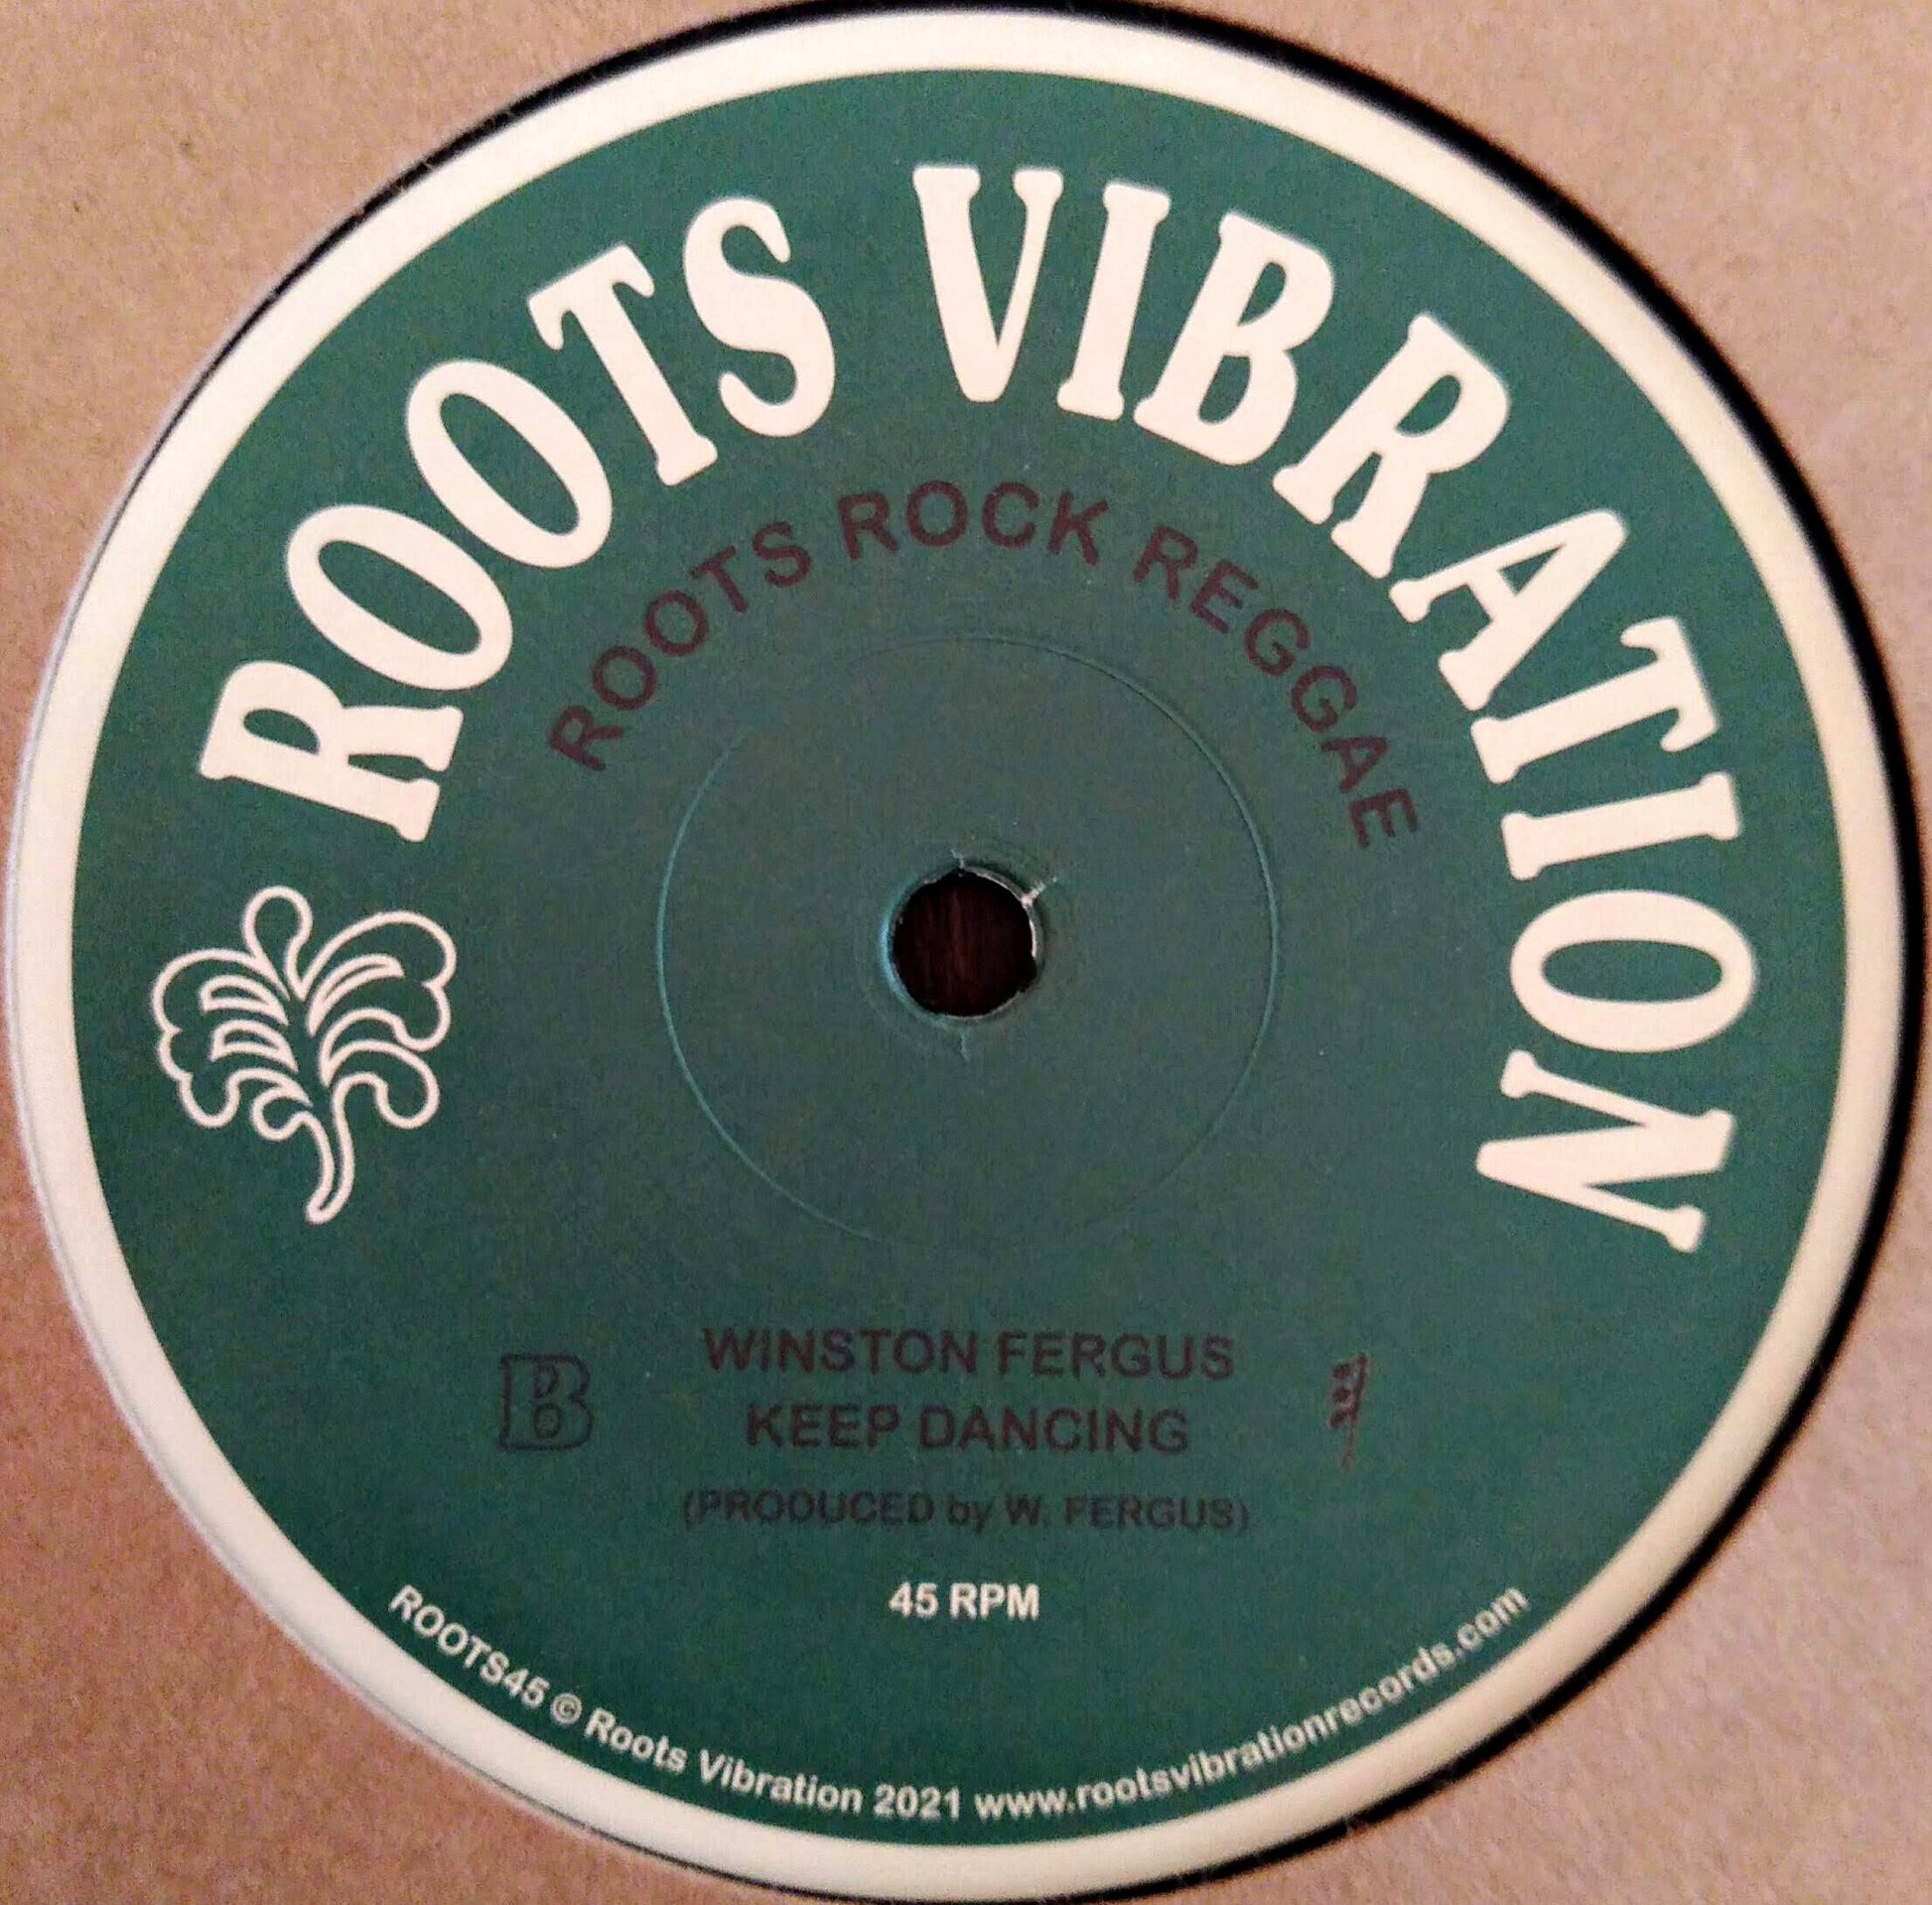 ROOTS VIBRATION
ROOTS ROCK REGGAE
B
WINSTON FERGUS
KEEP DANCING
(PRODUCED by W. FERGUS)
45 RPM
ROOTS45 © Roots Vibration 2021 www.rootsvibrationrecords.com